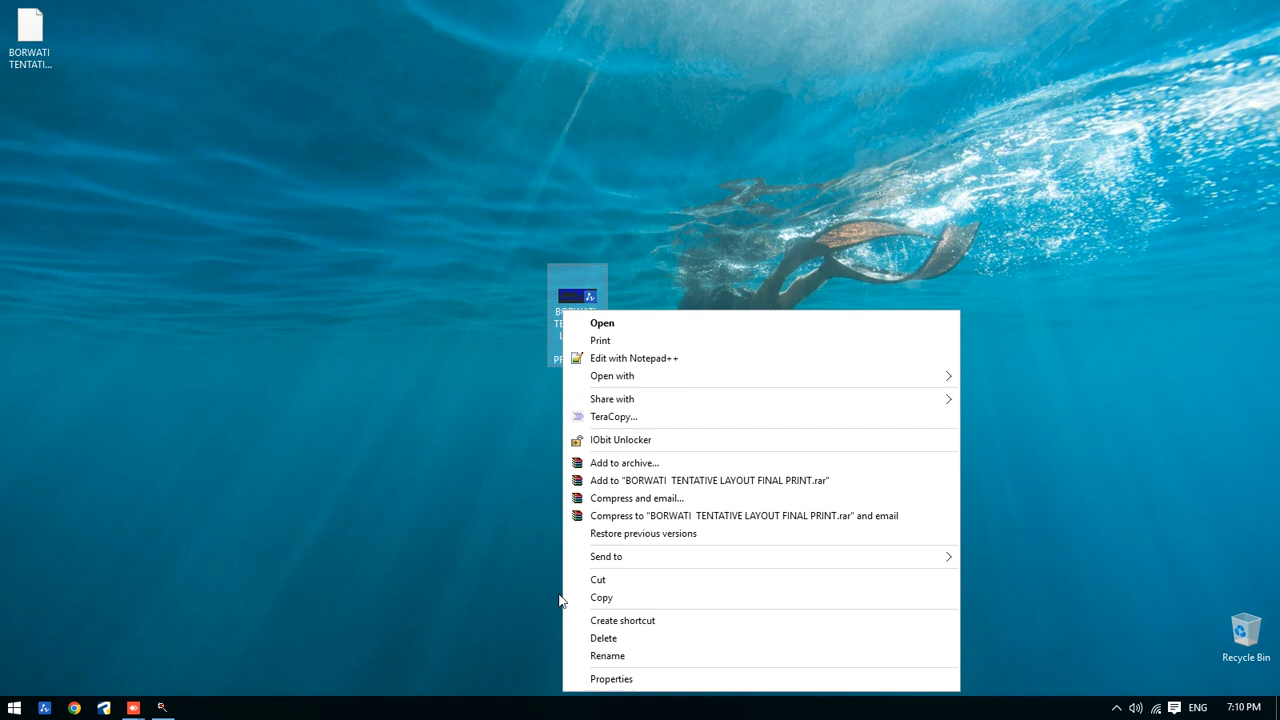 BORWATI
TENTATI...
Open
Print
Edit with Notepad++
Open with
Share with
TeraCopy...
IObit Unlocker
Add to archive...
Add to "BORWATI  TENTATIVE LAYOUT FINAL PRINT.rar"
Compress and email...
Compress to "BORWATI  TENTATIVE LAYOUT FINAL PRINT.rar" and email
Restore previous versions
Send to
Cut
Copy
Create shortcut
Delete
Rename
Properties
Recycle Bin
ENG
7:10 PM